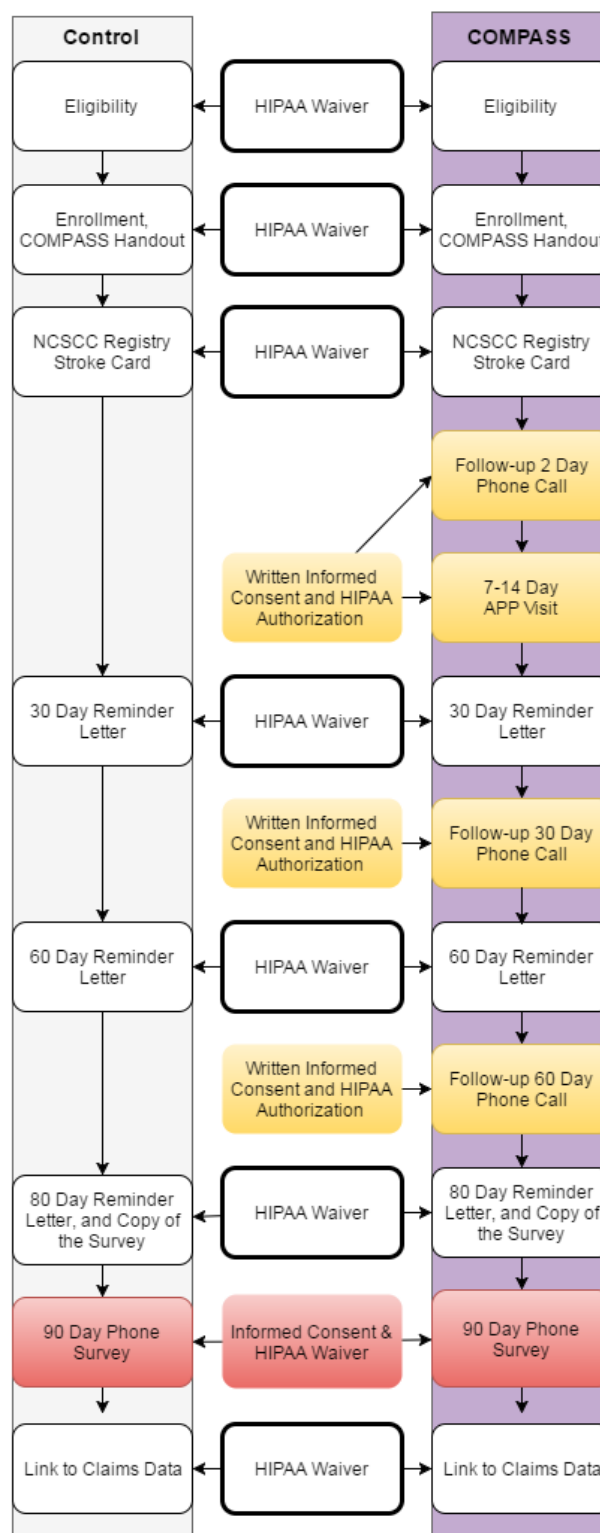 Control
COMPASS
Eligibility
HIPAA Waiver
Eligibility
Enrollment,
COMPASS Handout
HIPAA Waiver
Enrollment,
COMPASS Handout
NCSCC Registry
Stroke Card
HIPAA Waiver
NCSCC Registry
Stroke Card
Follow-up 2 Day
Phone Call
Written Informed
Consent and HIPAA
Authorization
7-14 Day
APP Visit
30 Day Reminder
Letter
HIPAA Waiver
30 Day Reminder
Letter
Written Informed
Consent and HIPAA
Authorization
Follow-up 30 Day
Phone Call
60 Day Reminder
Letter
HIPAA Waiver
60 Day Reminder
Letter
Written Informed
Consent and HIPAA
Authorization
Follow-up 60 Day
Phone Call
80 Day Reminder
Letter, and Copy of
the Survey
HIPAA Waiver
80 Day Reminder
Letter, and Copy of
the Survey
90 Day Phone
Survey
Informed Consent &
HIPAA Waiver
90 Day Phone
Survey
Link to Claims Data
HIPAA Waiver
Link to Claims Data